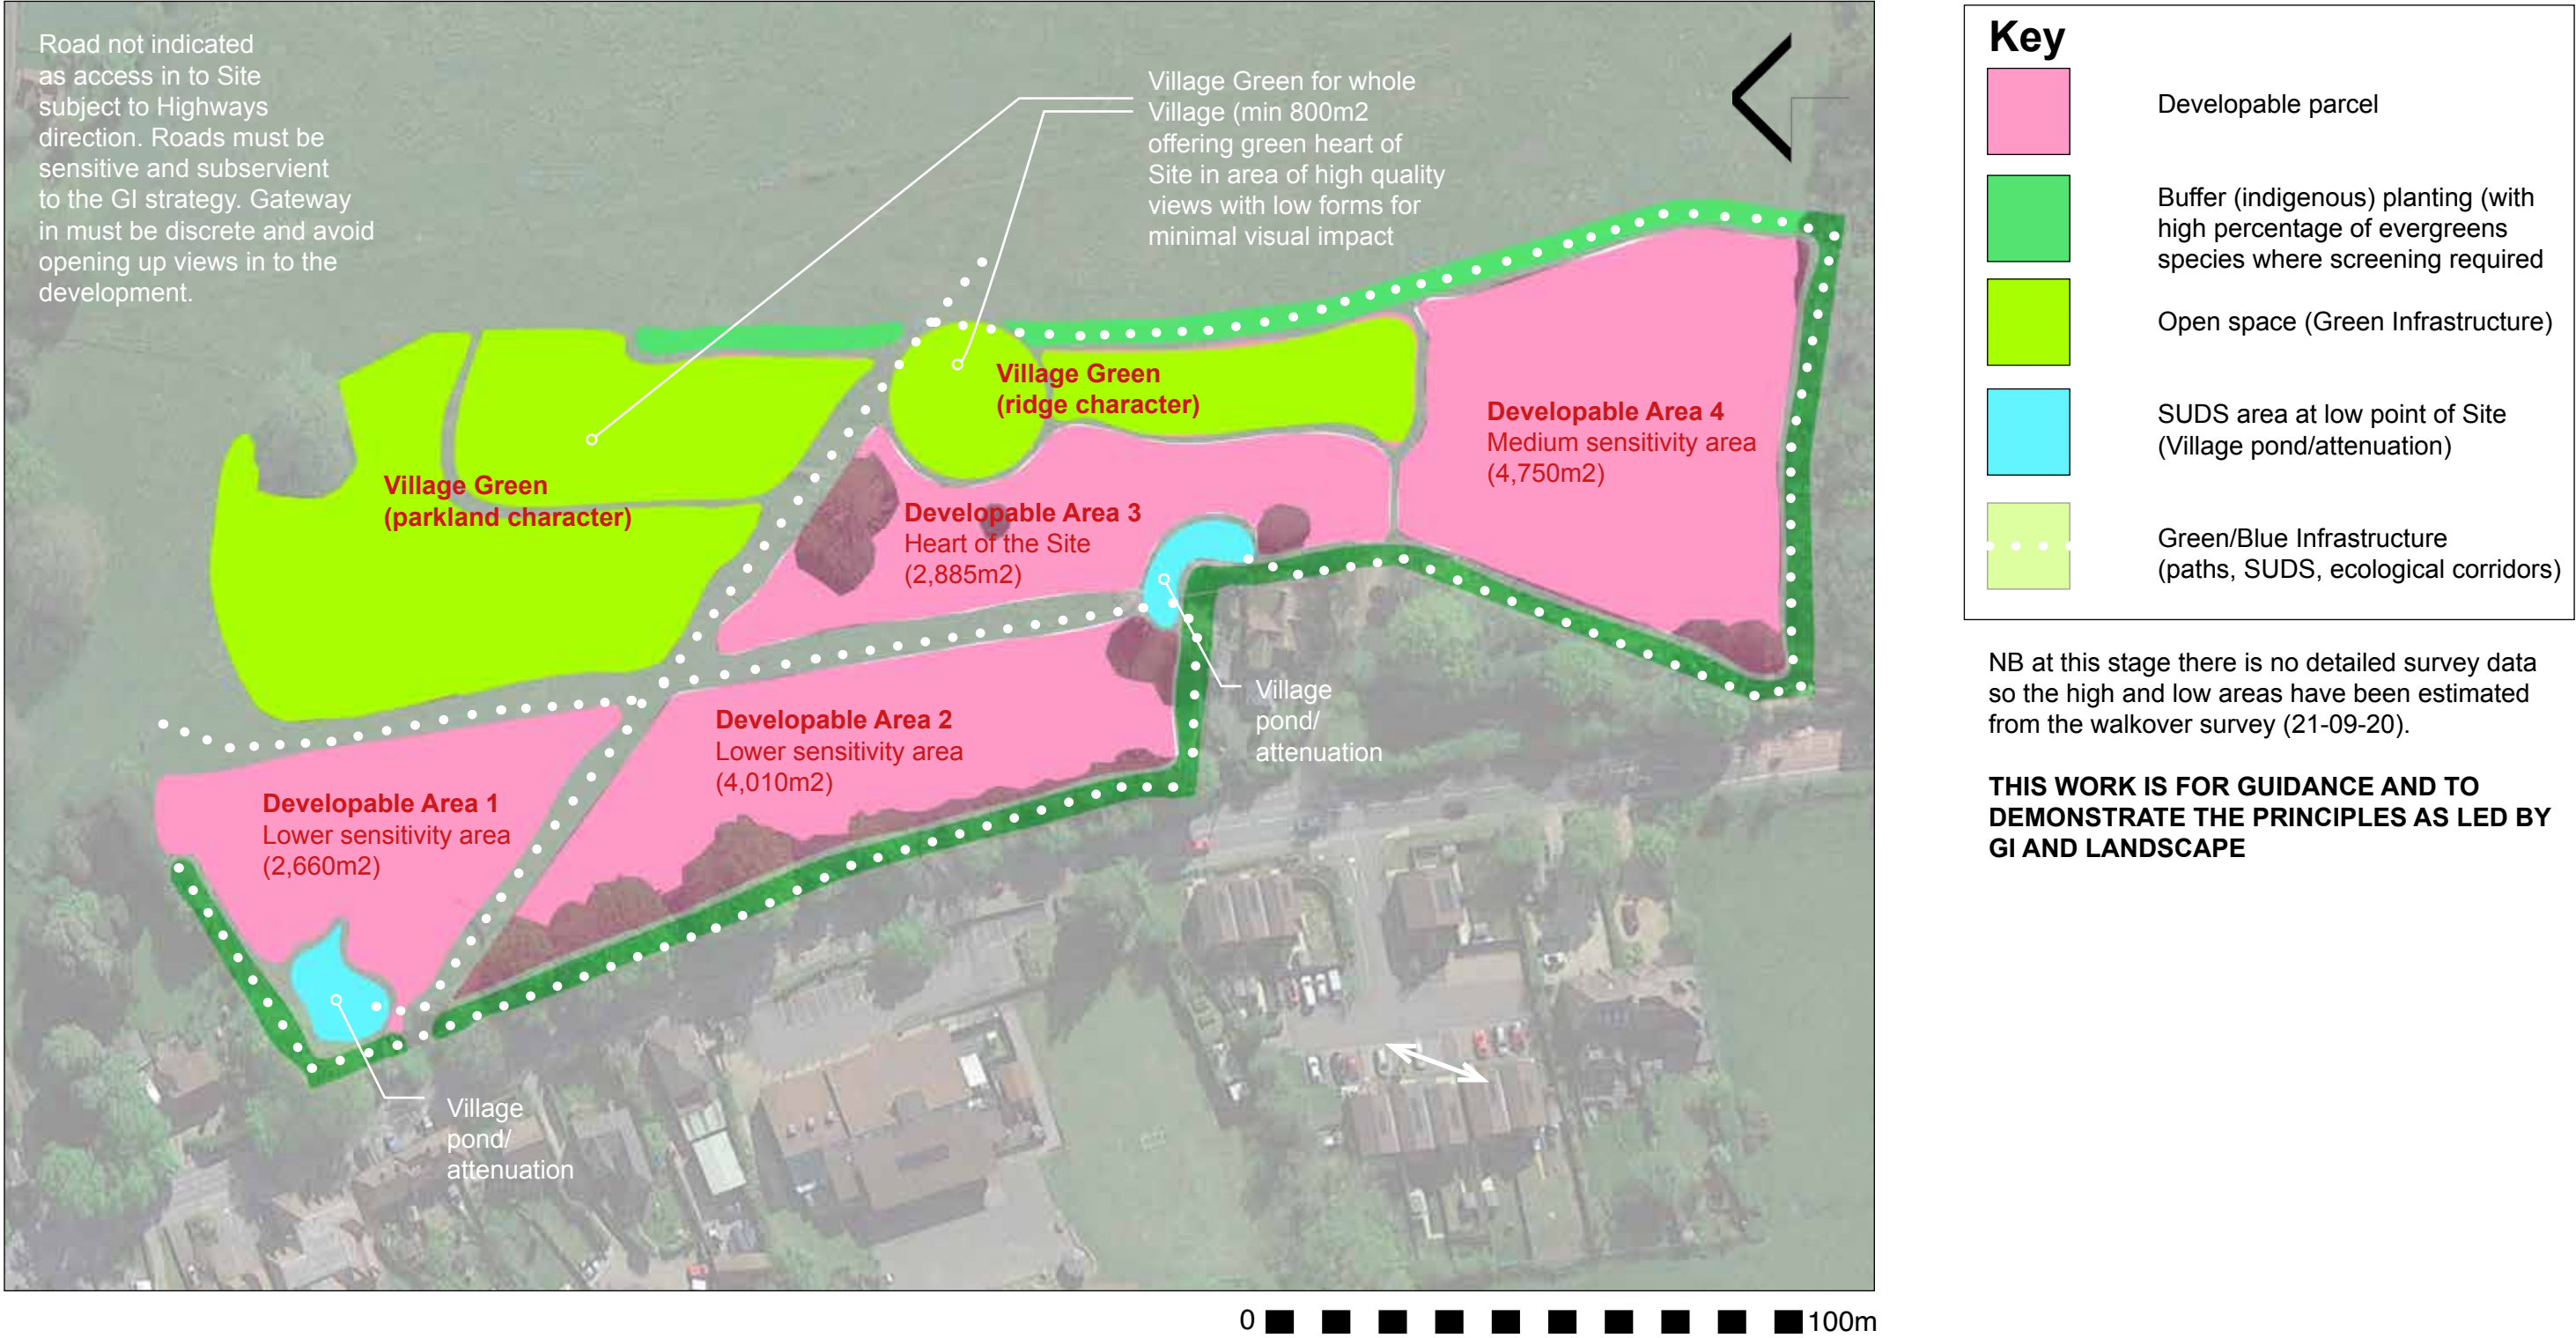 Road not indicated
as access in to Site
subject to Highways
direction. Roads must be
sensitive and subservient
to the GI strategy. Gateway
in must be discrete and avoid
opening up views in to the
development.
Village Green for whole
Village (min 800m2
offering green heart of
Site in area of high quality
views with low forms for
minimal visual impact
Village Green
(ridge character)
Village Green
(parkland character)
Developable Area 4
Medium sensitivity area
(4,750m2)
Developable Area 3
Heart of the Site
(2,885m2)
Developable Area 2
Lower sensitivity area
(4,010m2)
Village
pond/
attenuation
Developable Area 1
Lower sensitivity area
(2,660m2)
Village
pond/
attenuation
0
100m
Key
Developable parcel
Buffer (indigenous) planting (with
high percentage of evergreens
species where screening required
Open space (Green Infrastructure)
SUDS area at low point of Site
(Village pond/attenuation)
Green/Blue Infrastructure
(paths, SUDS, ecological corridors)
NB at this stage there is no detailed survey data
so the high and low areas have been estimated
from the walkover survey (21-09-20).
THIS WORK IS FOR GUIDANCE AND TO
DEMONSTRATE THE PRINCIPLES AS LED BY
GI AND LANDSCAPE